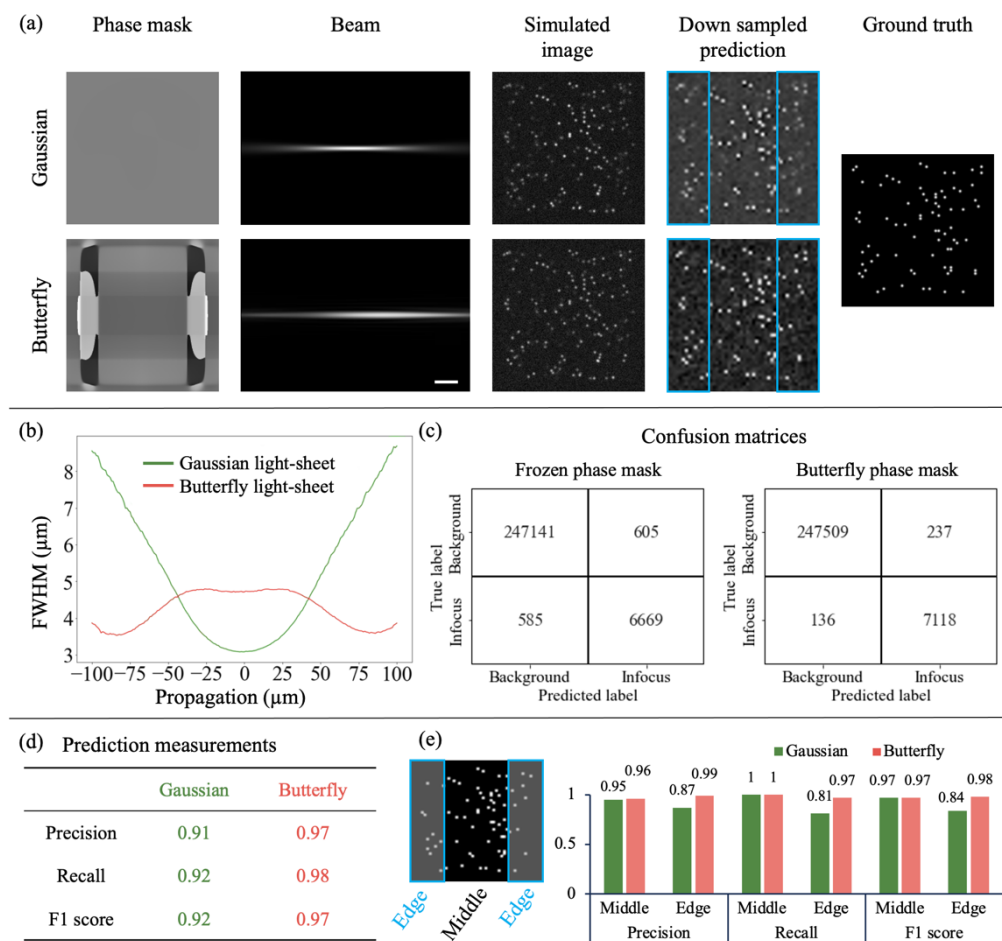 (a)
Phase mask
Beam
Simulated
image
Down sampled
prediction
Ground truth
Gaussian
Butterfly
(b)
8
7
6
5
4
3
FWHM (μm)
Gaussian light-sheet
Butterfly light-sheet
−100 −75 −50 −25 0 25 50 75 100
Propagation (μm)
(c)
Confusion matrices
Frozen phase mask
True label
Background
Infocus
247141 605
585 6669
Background Infocus
Predicted label
Butterfly phase mask
True label
Background
Infocus
247509 237
136 7118
Background Infocus
Predicted label
(d) Prediction measurements
Gaussian Butterfly
Precision 0.91 0.97
Recall 0.92 0.98
F1 score 0.92 0.97
(e)
Edge Middle Edge
Gaussian Butterfly
1
0.5
0
0.95 0.96 0.87 0.99 1 1 0.81 0.97 0.97 0.97 0.84 0.98
Middle Edge Middle Edge Middle Edge
Precision Recall F1 score